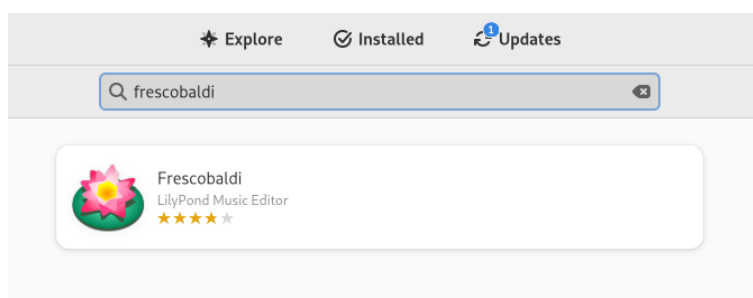 Explore Installed 1 Updates
frescobaldi
Frescobaldi
LilyPond Music Editor